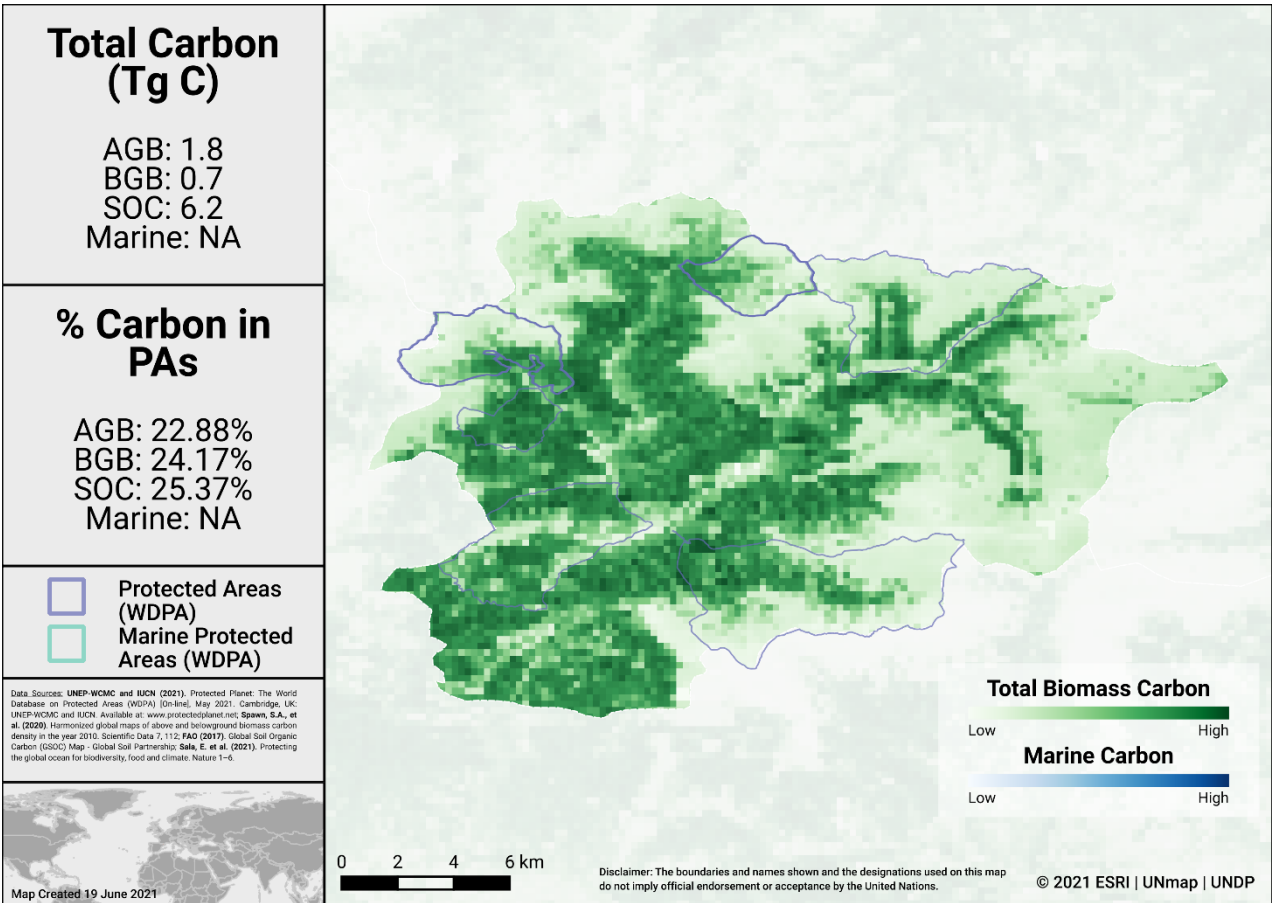 Total Carbon
(Tg C)
AGB: 1.8
BGB: 0.7
SOC: 6.2
Marine: NA
% Carbon in
PAs
AGB: 22.88%
BGB: 24.17%
SOC: 25.37%
Marine: NA
Protected Areas
(WDPA)
Marine Protected
Areas (WDPA)
Data Sources: UNEP-WCMC and IUCN (2021). Protected Planet: The World
Database on Protected Areas (WDPA) [On-line], May 2021. Cambridge, UK:
UNEP-WCMC and IUCN. Available at: www.protectedplanet.net; Spawn, S.A., et
al. (2020). Harmonized global maps of above and belowground biomass carbon
density in the year 2010. Scientific Data 7, 112; FAO (2017). Global Soil Organic
Carbon (GSOC) Map - Global Soil Partnership; Sala, E. et al. (2021). Protecting
the global ocean for biodiversity, food and climate. Nature 1–6.
Map Created 19 June 2021
Total Biomass Carbon
Low High
Marine Carbon
Low High
0 2 4 6 km
Disclaimer: The boundaries and names shown and the designations used on this map
do not imply official endorsement or acceptance by the United Nations.
© 2021 ESRI | UNmap | UNDP